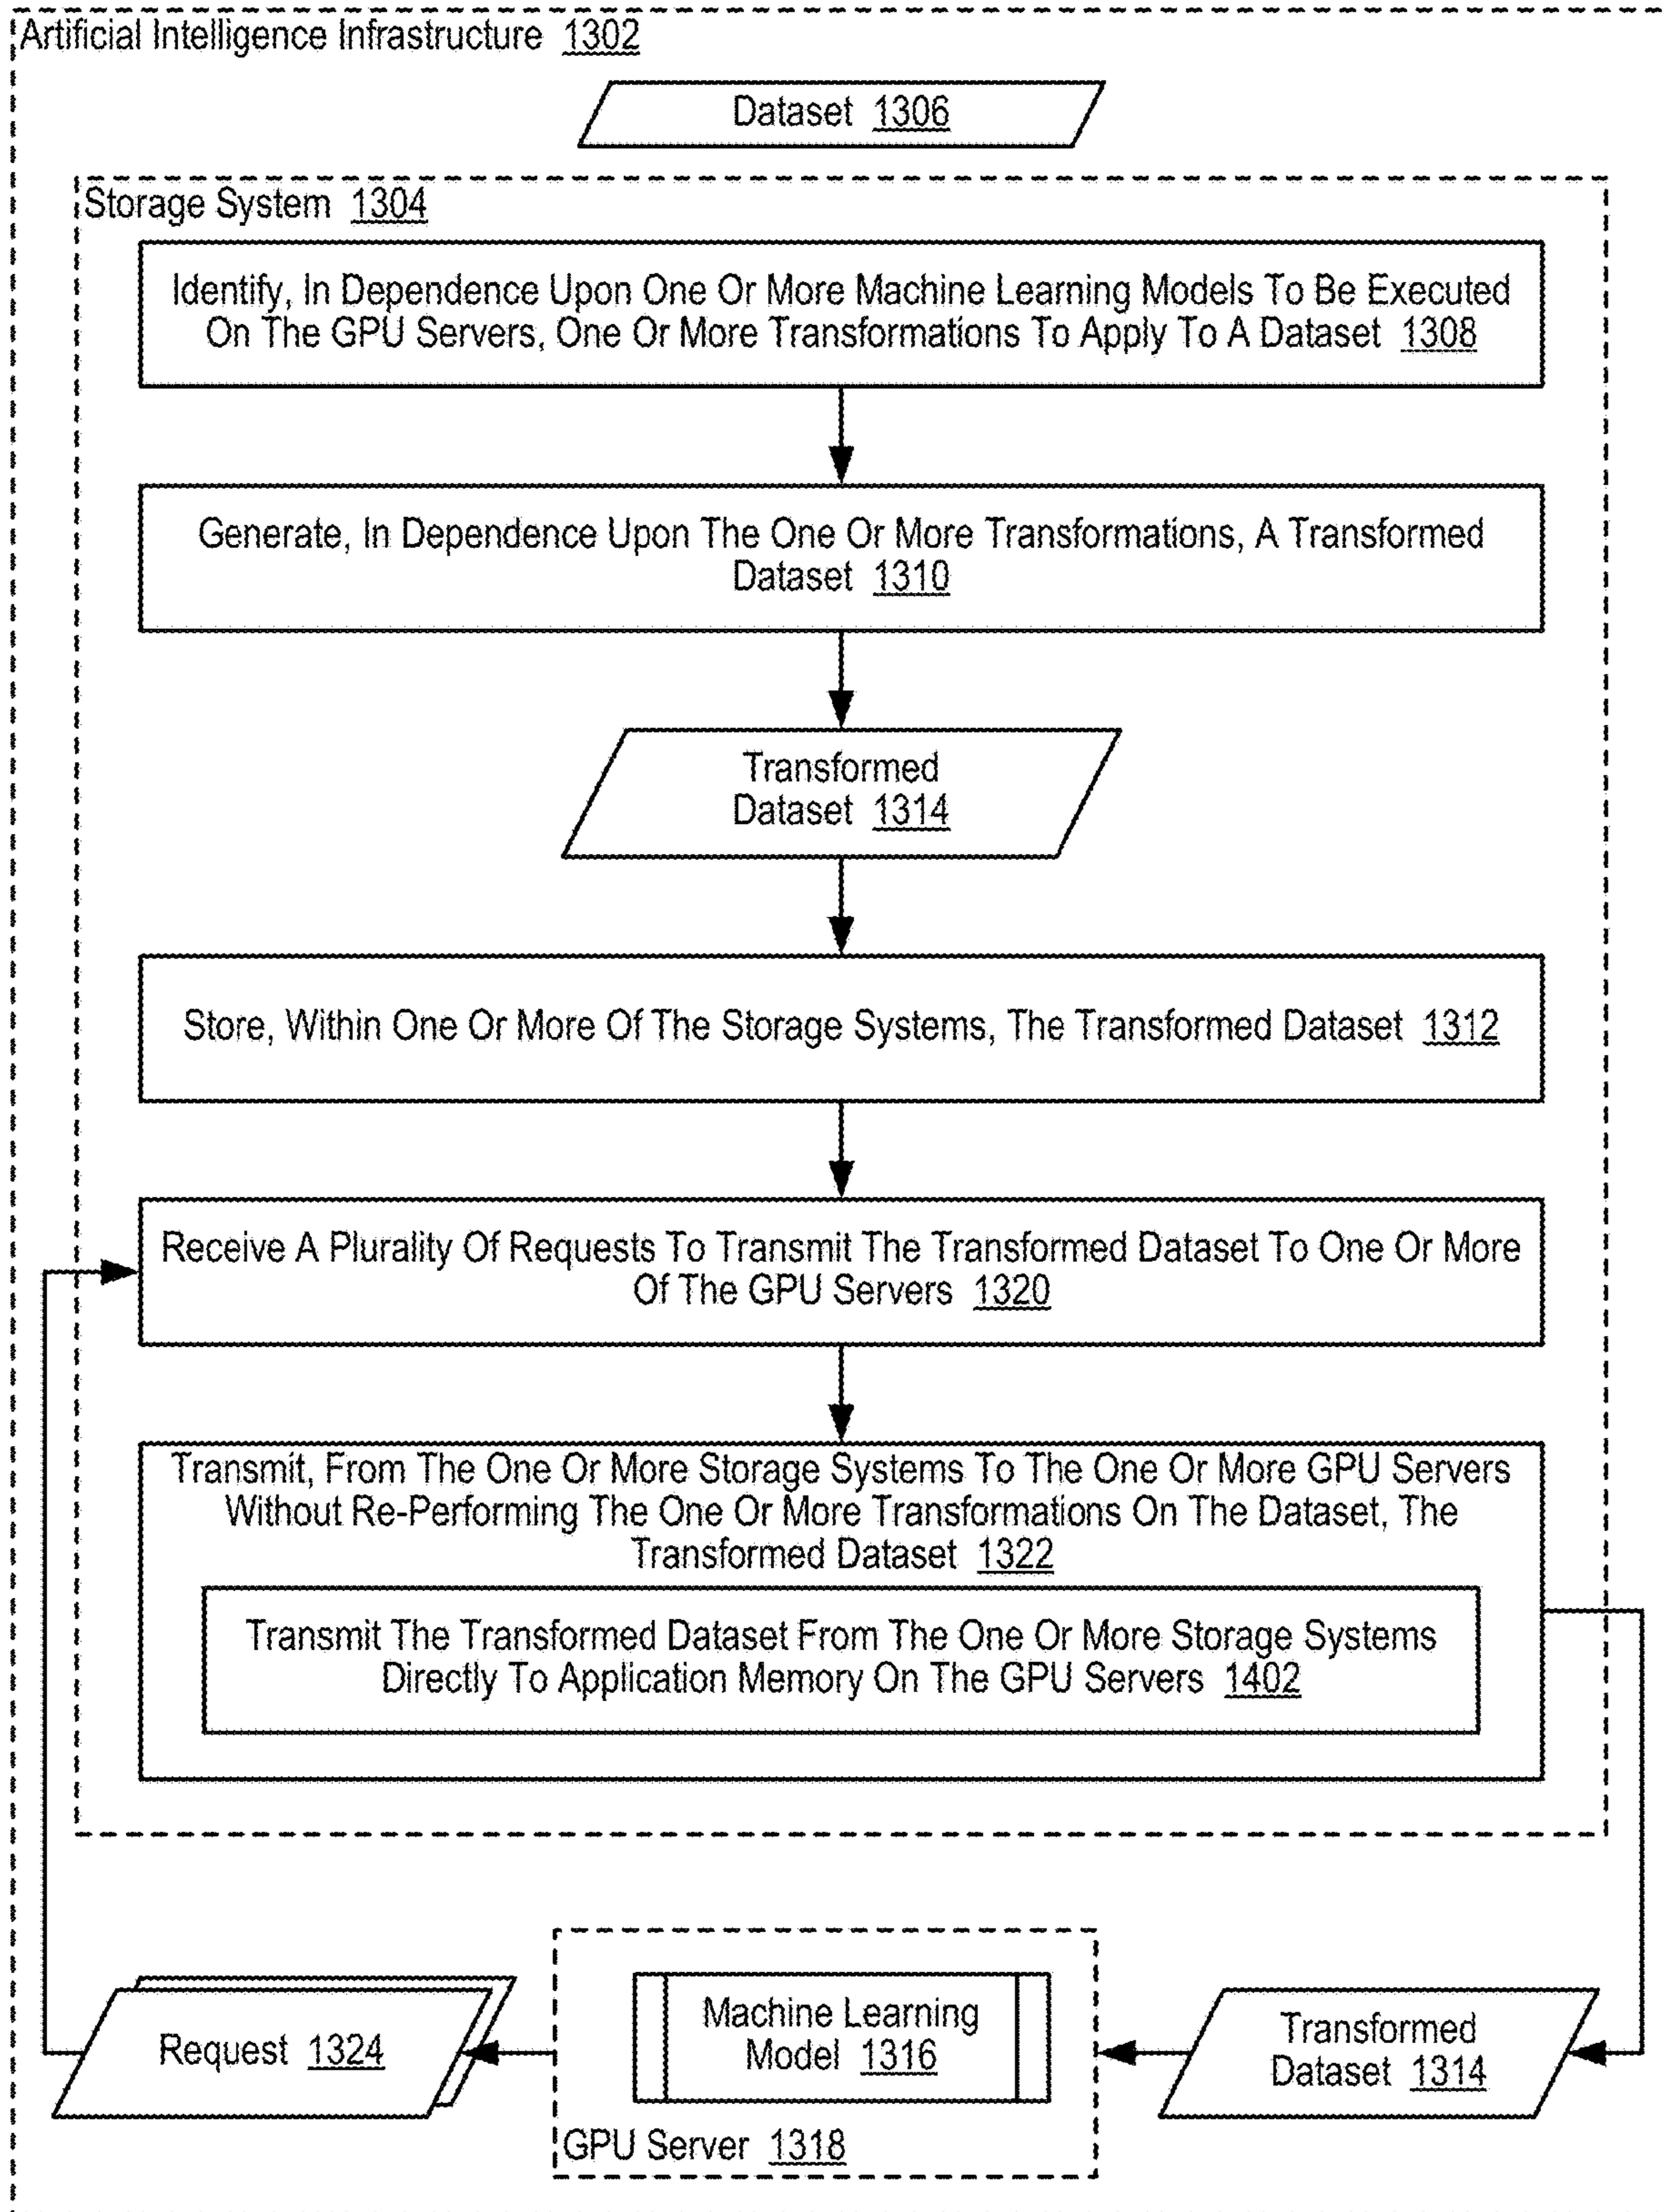 Artificial Intelligence Infrastructure 1302
Dataset 1306
Storage System 1304
Identify, In Dependence Upon One Or More Machine Learning Models To Be Executed
On The GPU Servers, One Or More Transformations To Apply To A Dataset 1308
Generate, In Dependence Upon The One Or More Transformations, A Transformed
Dataset 1310
Transformed
Dataset 1314
Store, Within One Or More Of The Storage Systems, The Transformed Dataset 1312
Receive A Plurality Of Requests To Transmit The Transformed Dataset To One Or More
Of The GPU Servers 1320
Transmit, From The One Or More Storage Systems To The One Or More GPU Servers
Without Re-Performing The One Or More Transformations On The Dataset, The
Transformed Dataset 1322
Transmit The Transformed Dataset From The One Or More Storage Systems
Directly To Application Memory On The GPU Servers 1402
Request 1324
Machine Learning
Model 1316
GPU Server 1318
Transformed
Dataset 1314